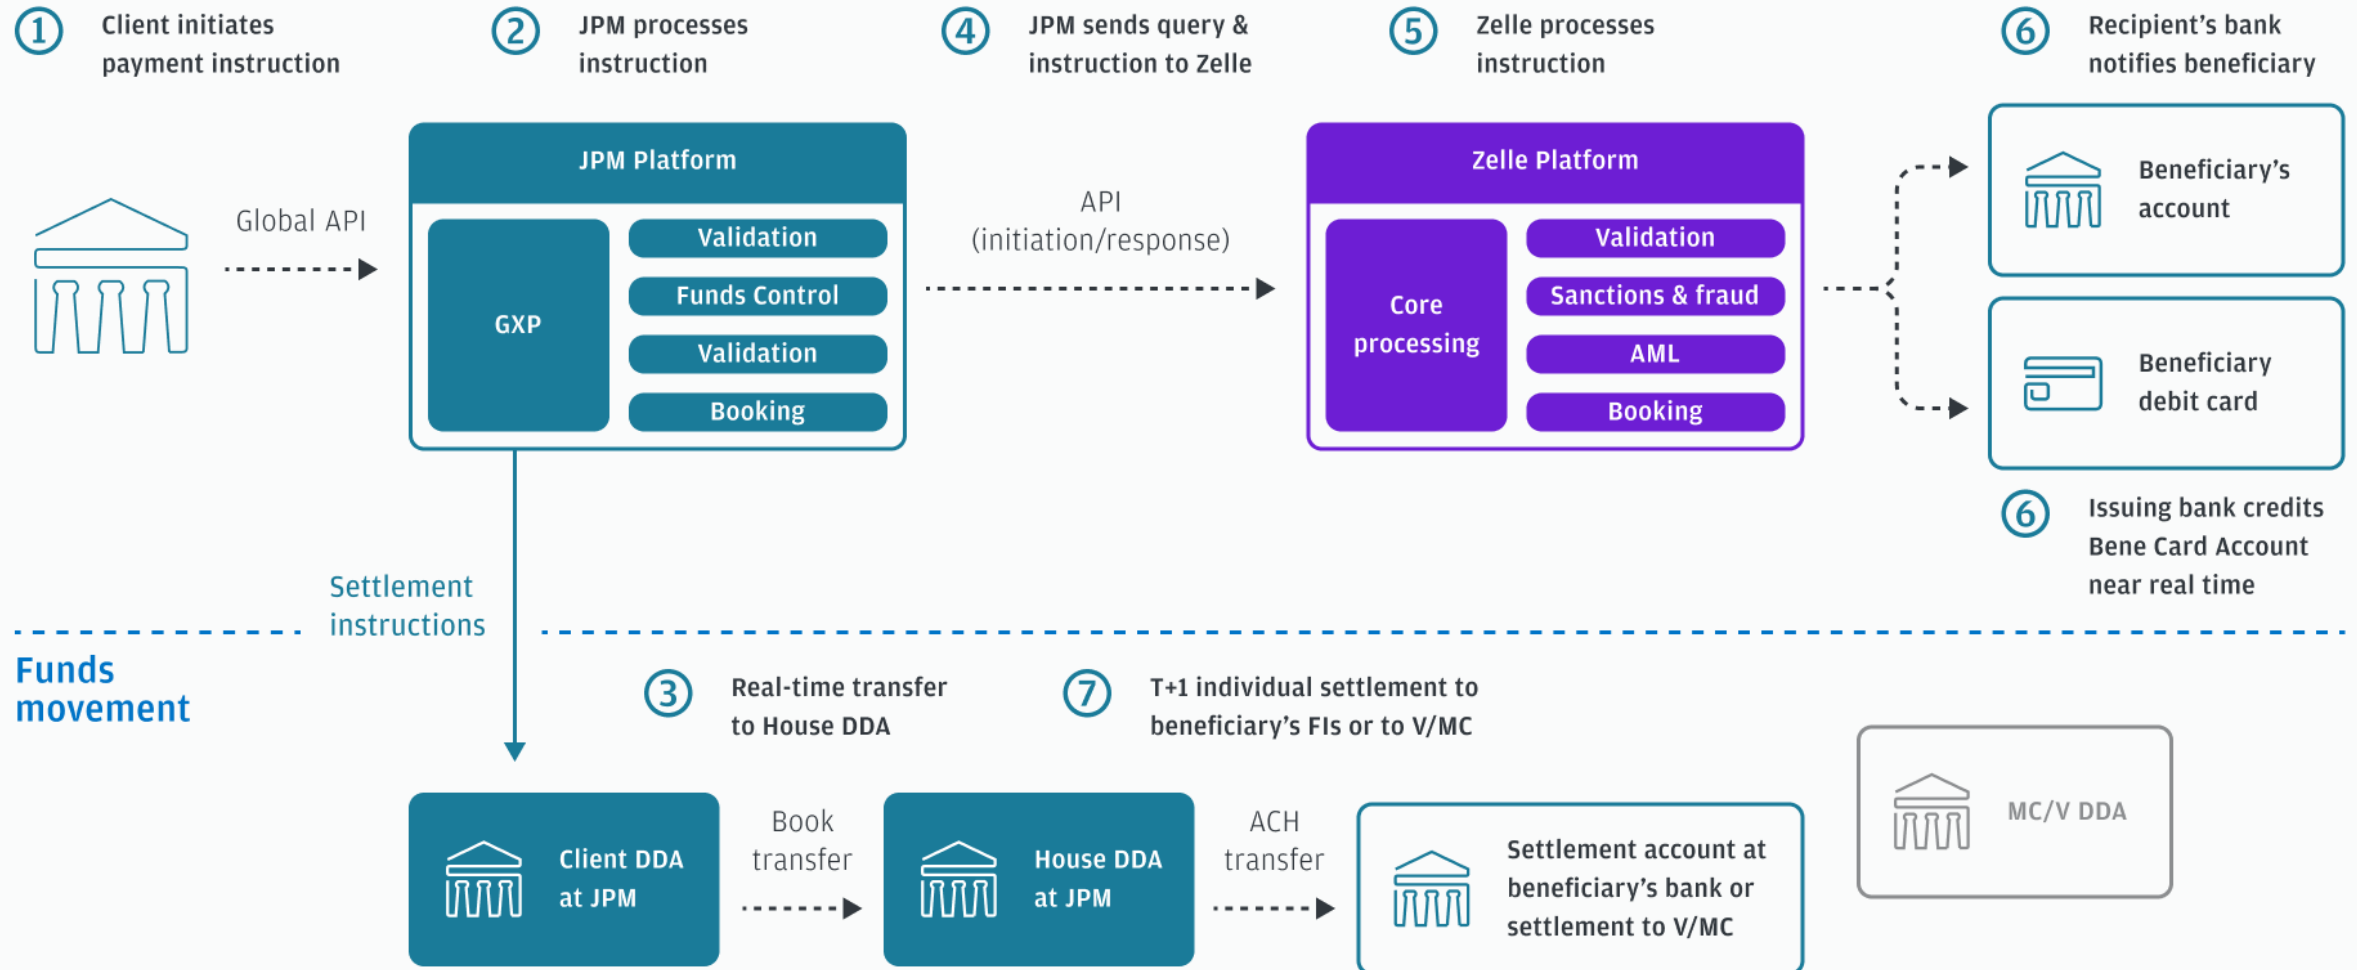 1
Client initiates
payment instruction
2
JPM processes
instruction
4
JPM sends query &
instruction to Zelle
5
Zelle processes
instruction
6
Recipient's bank
notifies beneficiary
Global API
JPM Platform
GXP
Validation
Funds Control
Validation
Booking
API
(initiation/response)
Zelle Platform
Core
processing
Validation
Sanctions & fraud
AML
Booking
Beneficiary's
account
Beneficiary
debit card
6
Issuing bank credits
Bene Card Account
near real time
Settlement
instructions
Funds
movement
3
Real-time transfer
to House DDA
7
T+1 individual settlement to
beneficiary's FIs or to V/MC
Client DDA
at JPM
Book
transfer
House DDA
at JPM
ACH
transfer
Settlement account at
beneficiary's bank or
settlement to V/MC
MC/V DDA